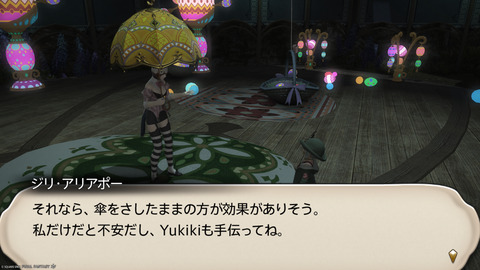 ジリ・アリアポー
それなら、傘をさしたままの方が効果がありそう。
私だけだと不安だし、Yukikiも手伝ってね。